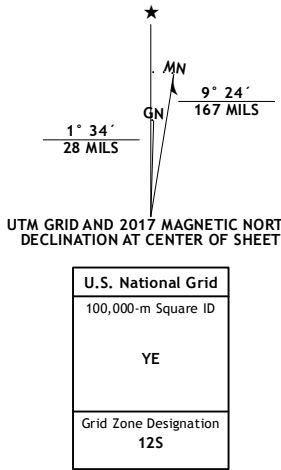 MN
GN
9° 24´
167 MILS
1° 34´
28 MILS
UTM GRID AND 2017 MAGNETIC NORT
DECLINATION AT CENTER OF SHEET
U.S. National Grid
100,000-m Square ID
YE
Grid Zone Designation
12S